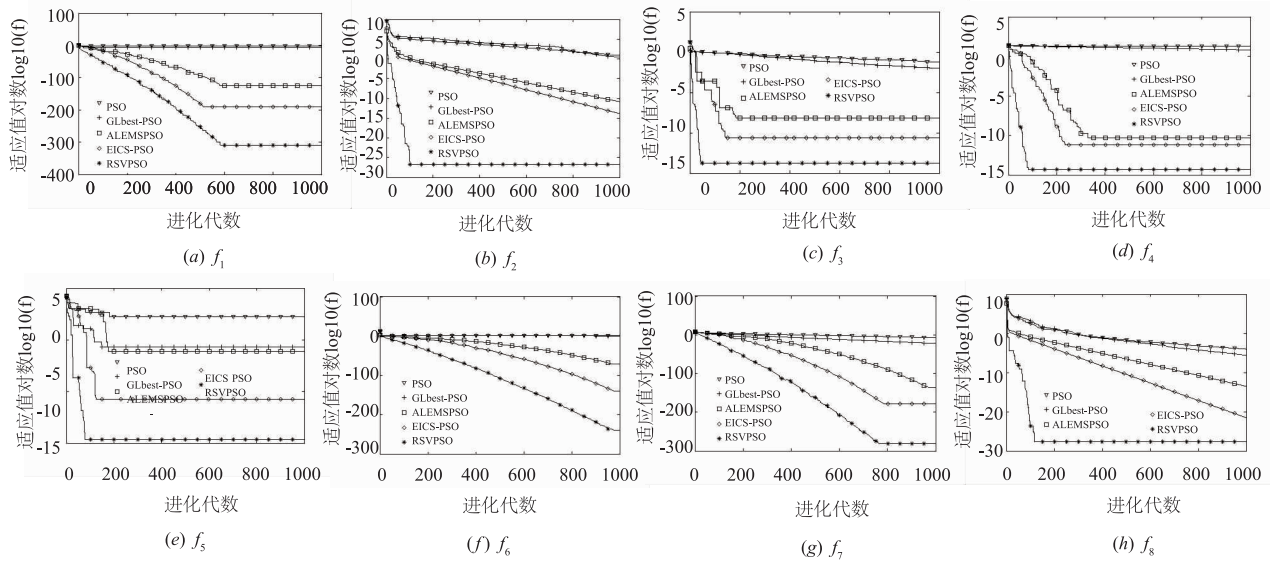 适应值对数log10(f)
100
0
-100
-200
-300
-400
PSO
GLbest-PSO
ALEMSPSO
EICS-PSO
RSVPSO
0 200 400 600 800 1000
进化代数
(a) f1
适应值对数log10(f)
10
5
0
-5
-10
-15
-20
-25
-30
PSO
GLbest-PSO
ALEMSPSO
EICS-PSO
RSVPSO
0 200 400 600 800 1000
进化代数
(b) f2
适应值对数log10(f)
5
0
-5
-10
-15
PSO
GLbest-PSO
ALEMSPSO
EICS-PSO
RSVPSO
0 200 400 600 800 1000
进化代数
(c) f3
适应值对数log10(f)
5
0
-5
-10
-15
PSO
GLbest-PSO
ALEMSPSO
EICS-PSO
RSVPSO
0 200 400 600 800 1000
进化代数
(d) f4
适应值对数log10(f)
5
0
-5
-10
-15
PSO
GLbest-PSO
ALEMSPSO
EICS PSO
RSVPSO
0 200 400 600 800 1000
进化代数
(e) f5
适应值对数log10(f)
100
0
-100
-200
-300
PSO
GLbest-PSO
ALEMSPSO
EICS-PSO
RSVPSO
0 200 400 600 800 1000
进化代数
(f) f6
适应值对数log10(f)
100
0
-100
-200
-300
PSO
GLbest-PSO
ALEMSPSO
EICS-PSO
RSVPSO
0 200 400 600 800 1000
进化代数
(g) f7
适应值对数log10(f)
10
0
-10
-20
-30
PSO
GLbest-PSO
ALEMSPSO
EICS-PSO
RSVPSO
0 200 400 600 800 1000
进化代数
(h) f8